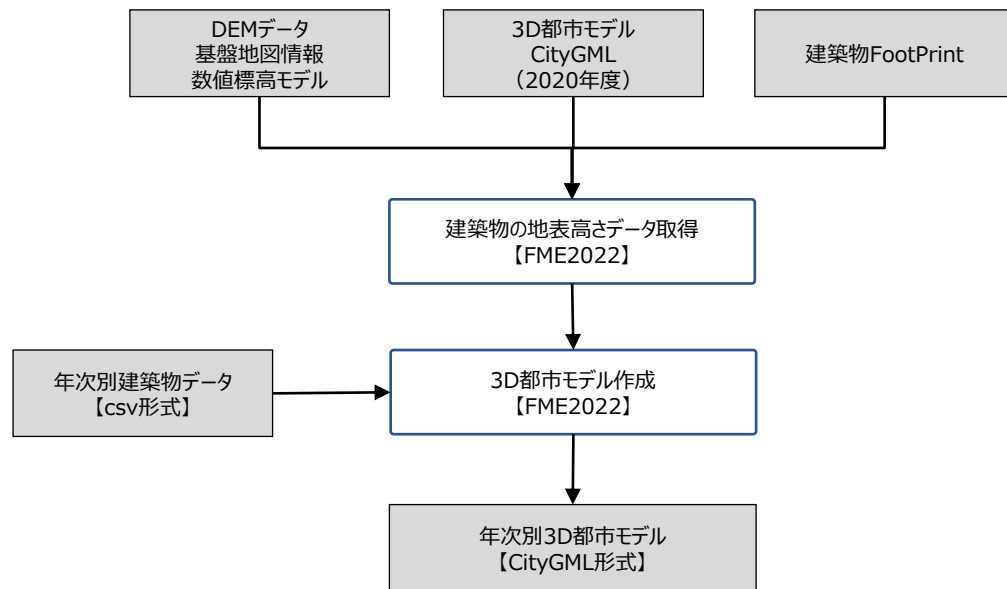 DEMデータ
基盤地図情報
数値標高モデル
3D都市モデル
CityGML
（2020年度）
建築物FootPrint
建築物の地表高さデータ取得
【FME2022】
年次別建築物データ
【csv形式】
3D都市モデル作成
【FME2022】
年次別3D都市モデル
【CityGML形式】